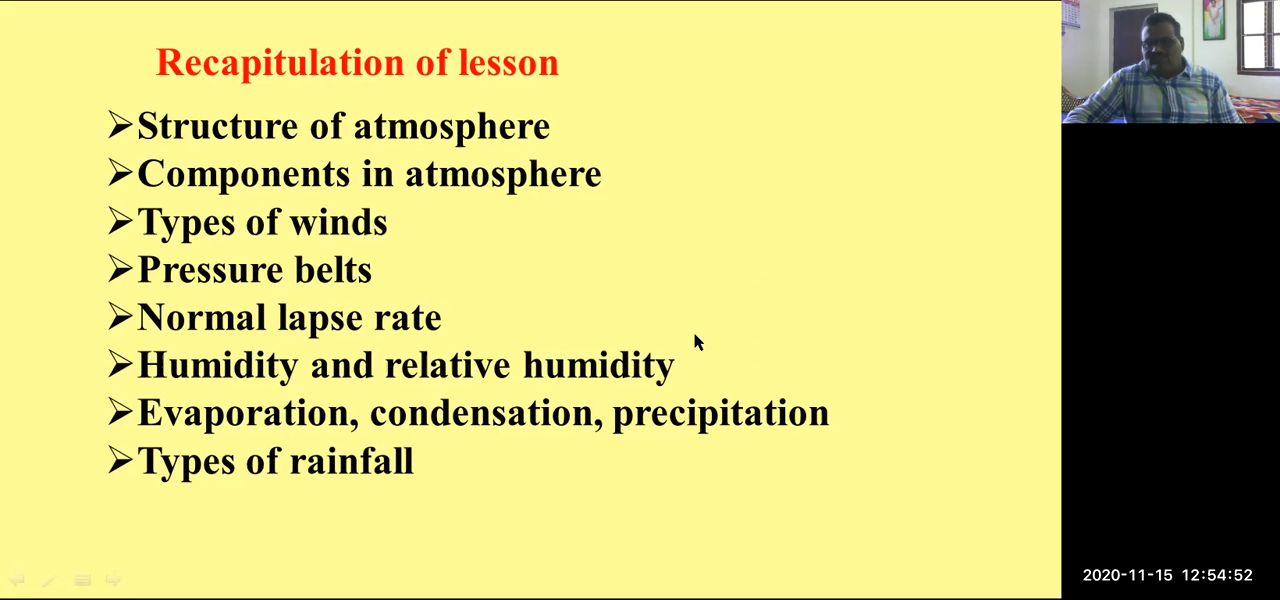 Recapitulation of lesson
➢Structure of atmosphere
➢Components in atmosphere
➢Types of winds
➢Pressure belts
➢Normal lapse rate
➢Humidity and relative humidity
➢Evaporation, condensation, precipitation
➢Types of rainfall
2020-11-15 12:54:52